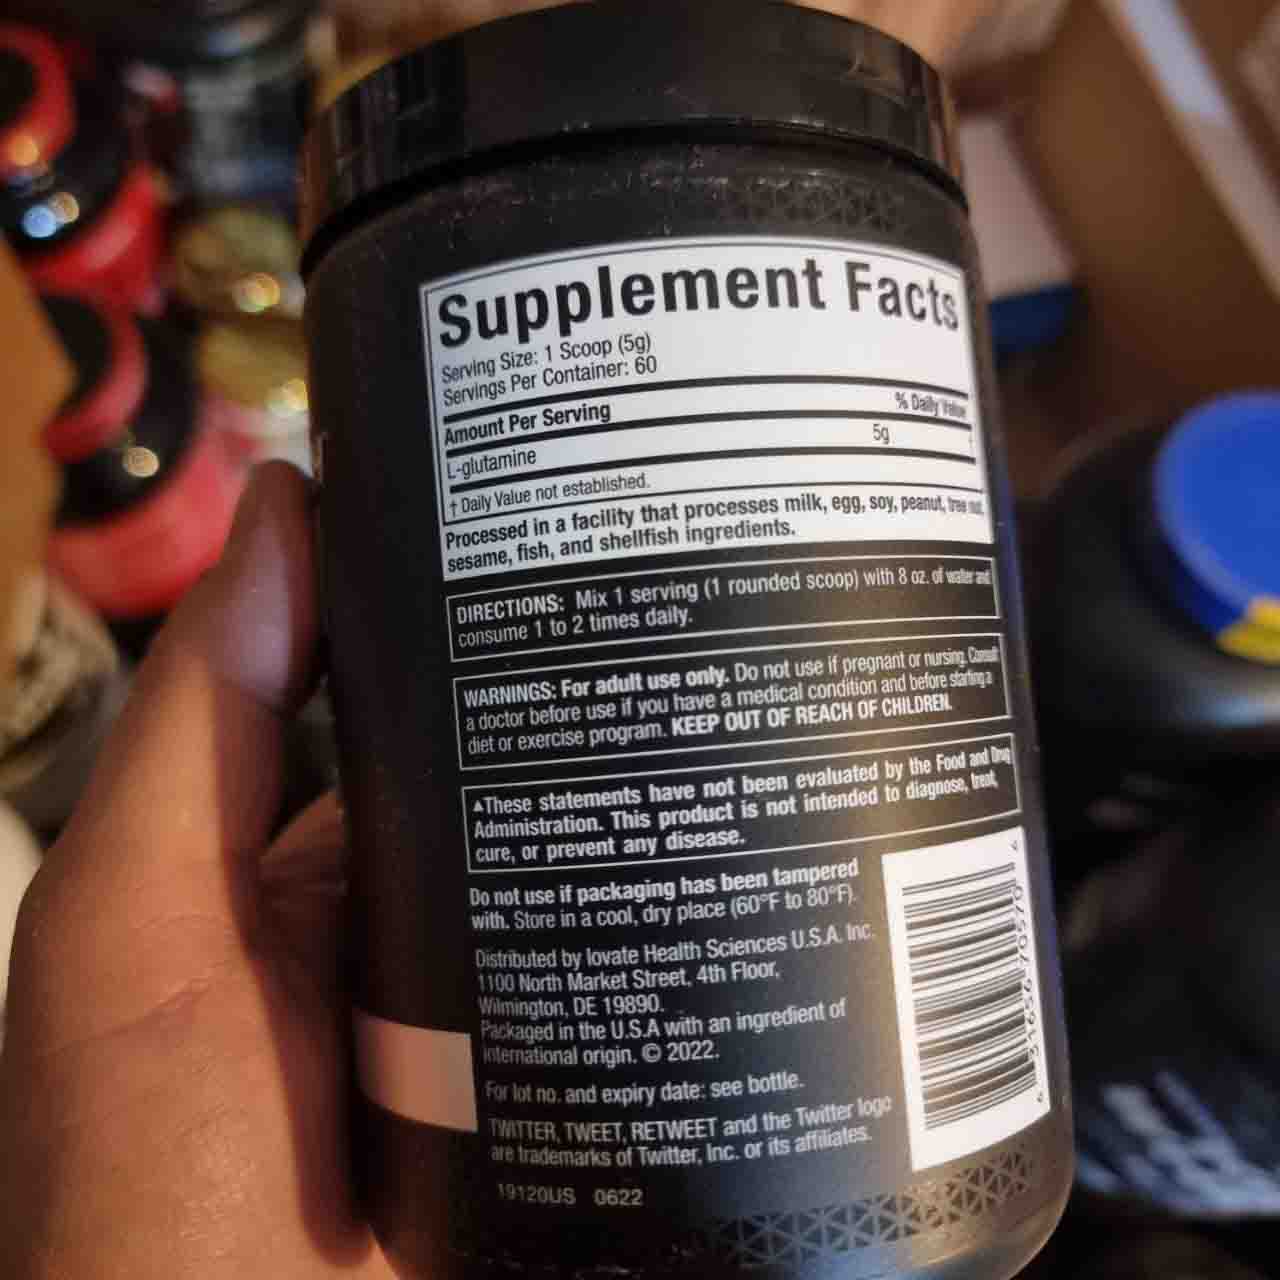 Supplement Facts
Serving Size: 1 Scoop (5g)
Servings Per Container: 60
Amount Per Serving % Daily Value
L-glutamine 5g †
† Daily Value not established.
Processed in a facility that processes milk, egg, soy, peanut, tree nut,
sesame, fish, and shellfish ingredients.
DIRECTIONS: Mix 1 serving (1 rounded scoop) with 8 oz. of water and
consume 1 to 2 times daily.
WARNINGS: For adult use only. Do not use if pregnant or nursing. Consult
a doctor before use if you have a medical condition and before starting a
diet or exercise program. KEEP OUT OF REACH OF CHILDREN.
▲These statements have not been evaluated by the Food and Drug
Administration. This product is not intended to diagnose, treat,
cure, or prevent any disease.
Do not use if packaging has been tampered
with. Store in a cool, dry place (60°F to 80°F).
Distributed by Iovate Health Sciences U.S.A. Inc.
1100 North Market Street, 4th Floor,
Wilmington, DE 19890.
Packaged in the U.S.A with an ingredient of
international origin. © 2022.
For lot no. and expiry date: see bottle.
TWITTER, TWEET, RETWEET and the Twitter logo
are trademarks of Twitter, Inc. or its affiliates.
19120US 0622